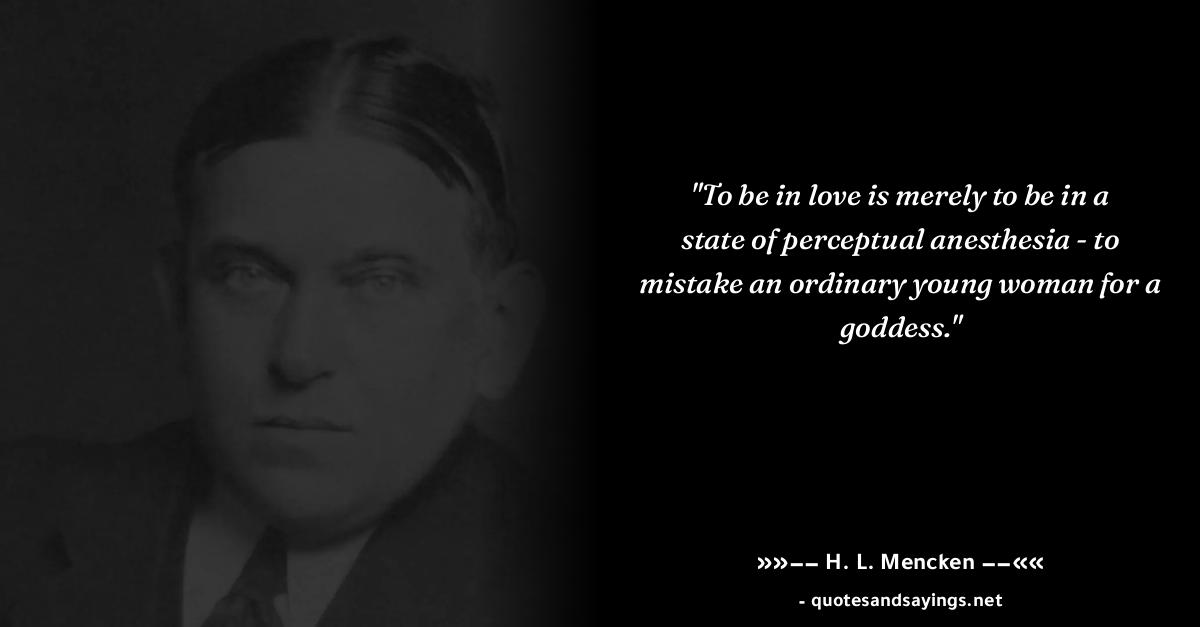 "To be in love is merely to be in a
state of perceptual anesthesia - to
mistake an ordinary young woman for a
goddess."
»»−− H. L. Mencken −−««
- quotesandsayings.net